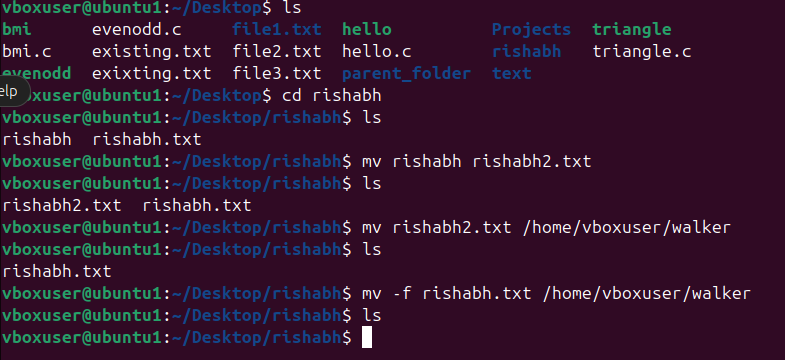 vboxuser@ubuntu1:~/Desktop$ ls
bmi evenodd.c file1.txt hello Projects triangle
bmi.c existing.txt file2.txt hello.c rishabh triangle.c
evenodd exixting.txt file3.txt parent_folder text
elp
vboxuser@ubuntu1:~/Desktop$ cd rishabh
vboxuser@ubuntu1:~/Desktop/rishabh$ ls
rishabh rishabh.txt
vboxuser@ubuntu1:~/Desktop/rishabh$ mv rishabh rishabh2.txt
vboxuser@ubuntu1:~/Desktop/rishabh$ ls
rishabh2.txt rishabh.txt
vboxuser@ubuntu1:~/Desktop/rishabh$ mv rishabh2.txt /home/vboxuser/walker
vboxuser@ubuntu1:~/Desktop/rishabh$ ls
rishabh.txt
vboxuser@ubuntu1:~/Desktop/rishabh$ mv -f rishabh.txt /home/vboxuser/walker
vboxuser@ubuntu1:~/Desktop/rishabh$ ls
vboxuser@ubuntu1:~/Desktop/rishabh$